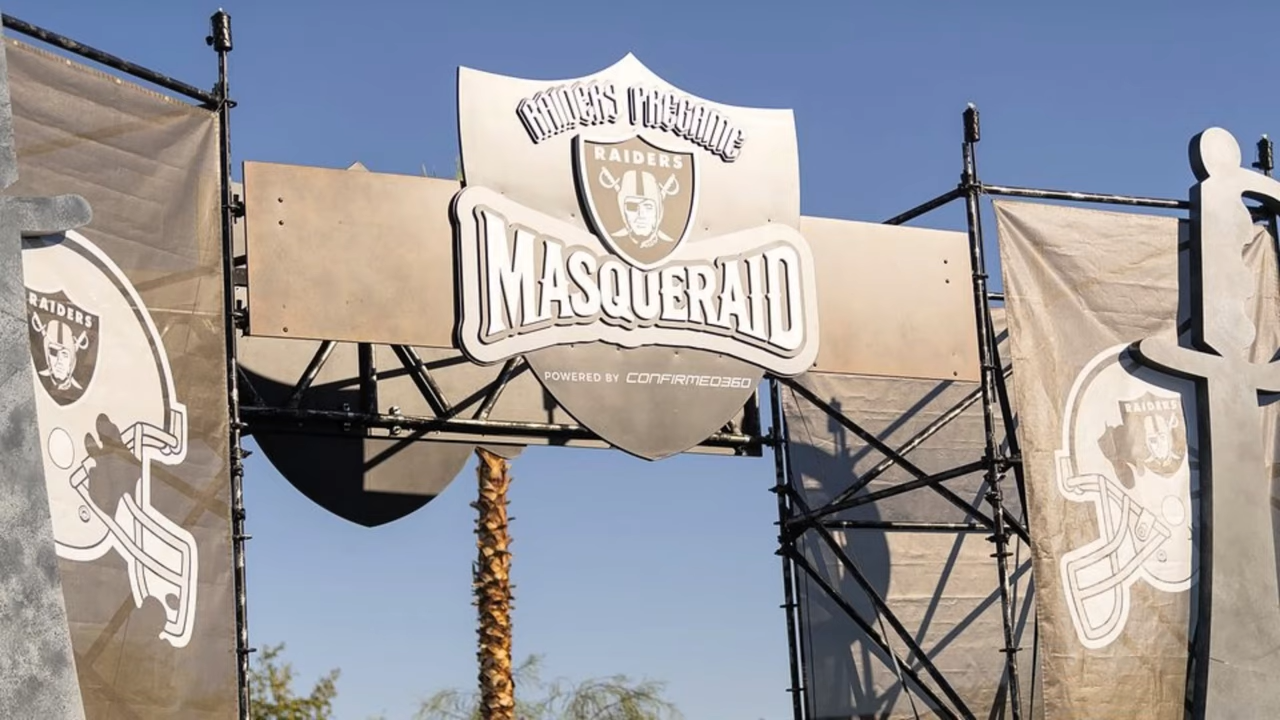 RAIDERS PREGAME
RAIDERS
MASQUERAID
POWERED BY CONFIRMED360
RAIDERS
RAIDERS